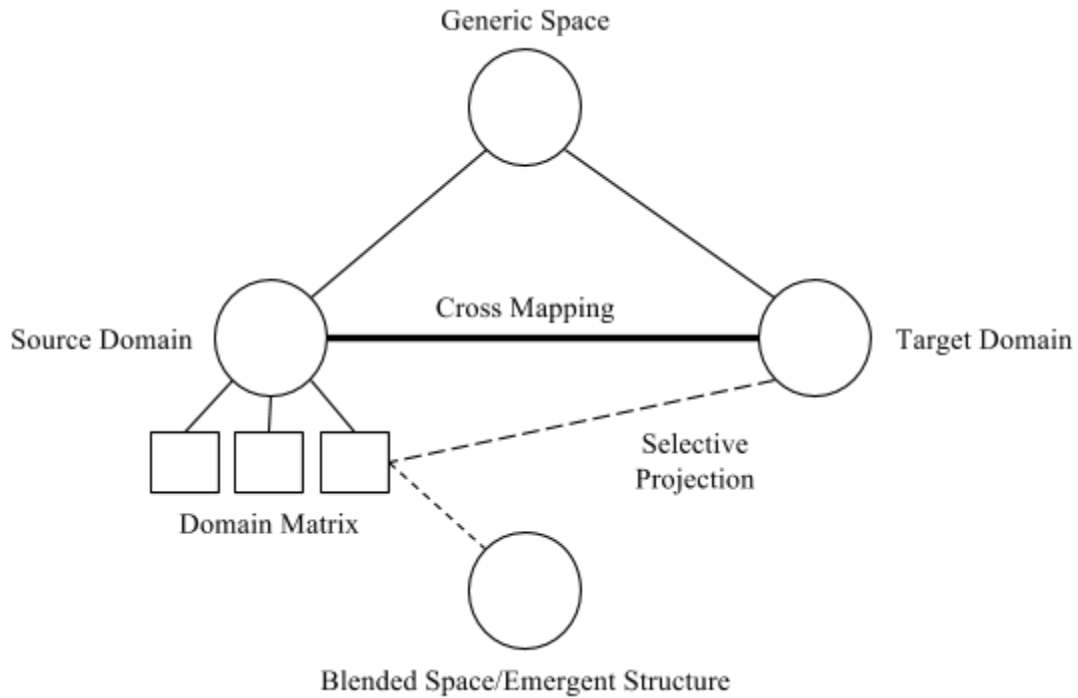 Generic Space
Cross Mapping
Source Domain
Target Domain
Selective
Projection
Domain Matrix
Blended Space/Emergent Structure